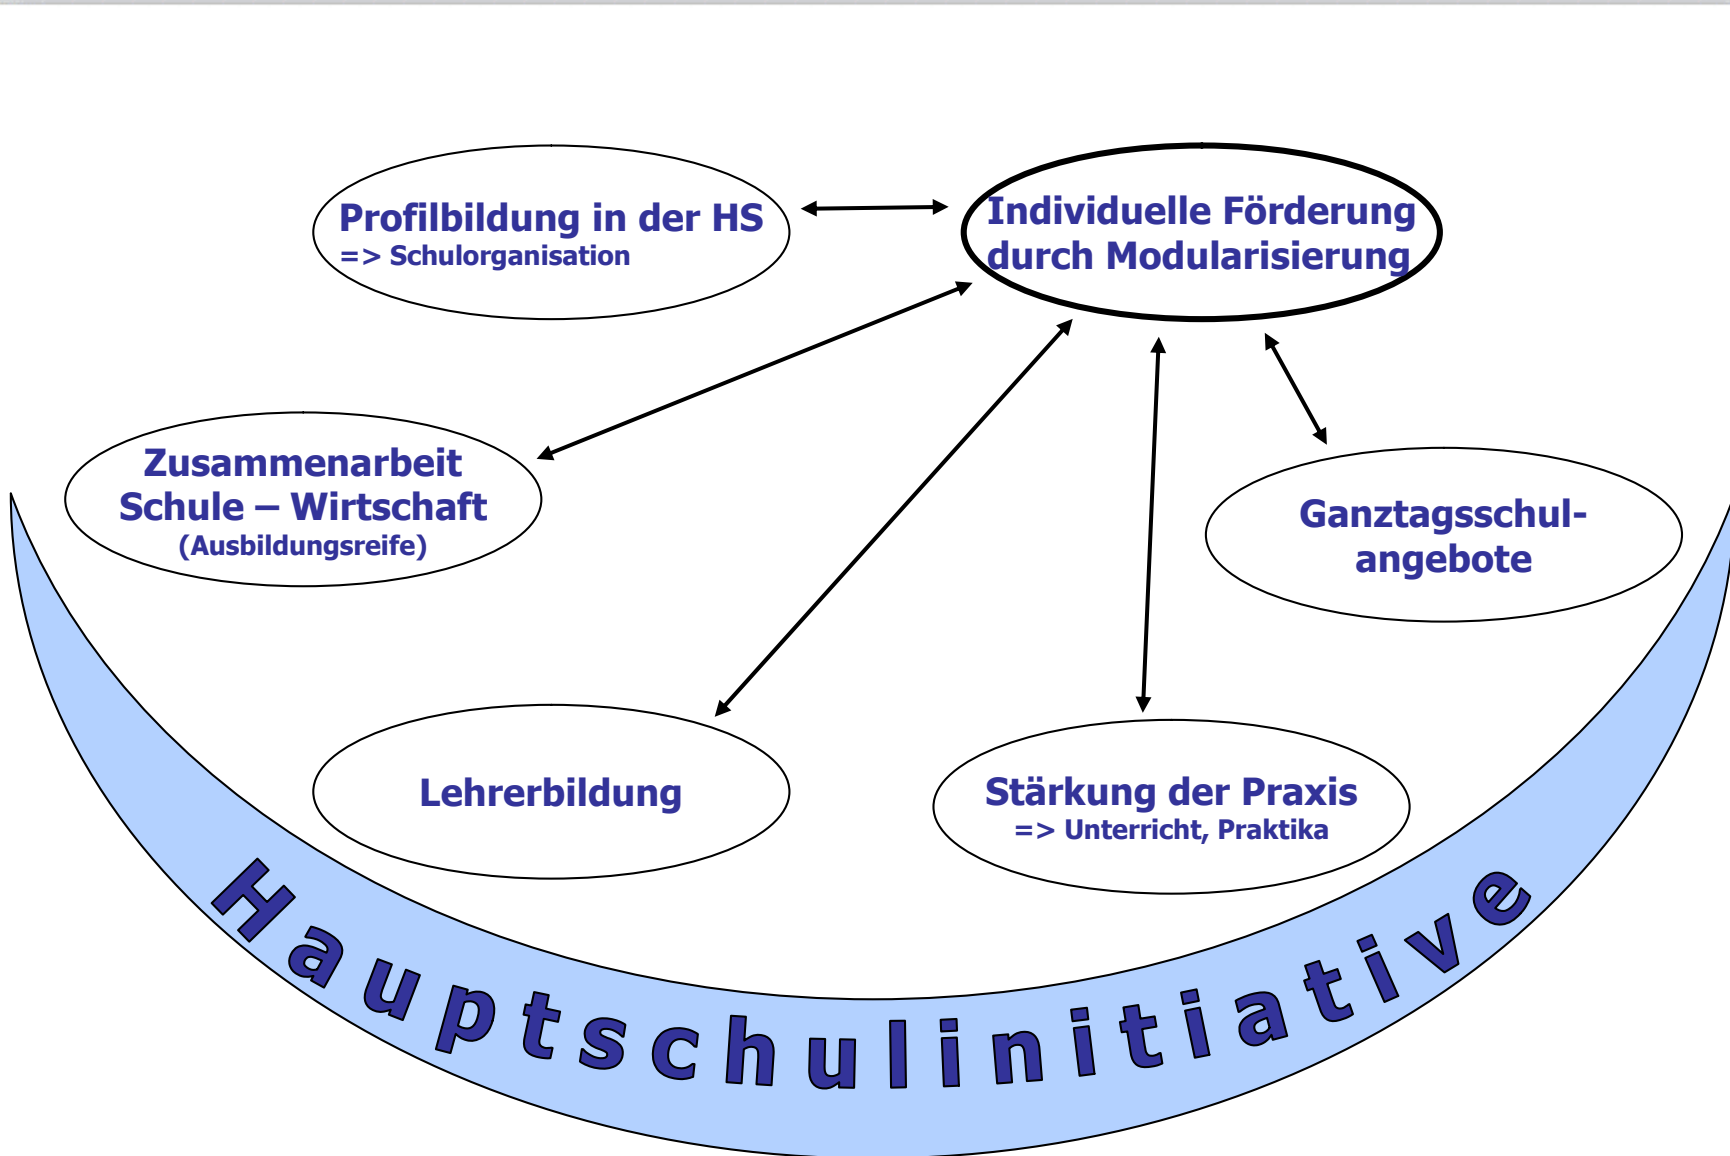 Profilbildung in der HS
=> Schulorganisation
Individuelle Förderung
durch Modularisierung
Zusammenarbeit
Schule – Wirtschaft
(Ausbildungsreife)
Ganztagsschul-
angebote
Lehrerbildung
Stärkung der Praxis
=> Unterricht, Praktika
Hauptschulinitiative